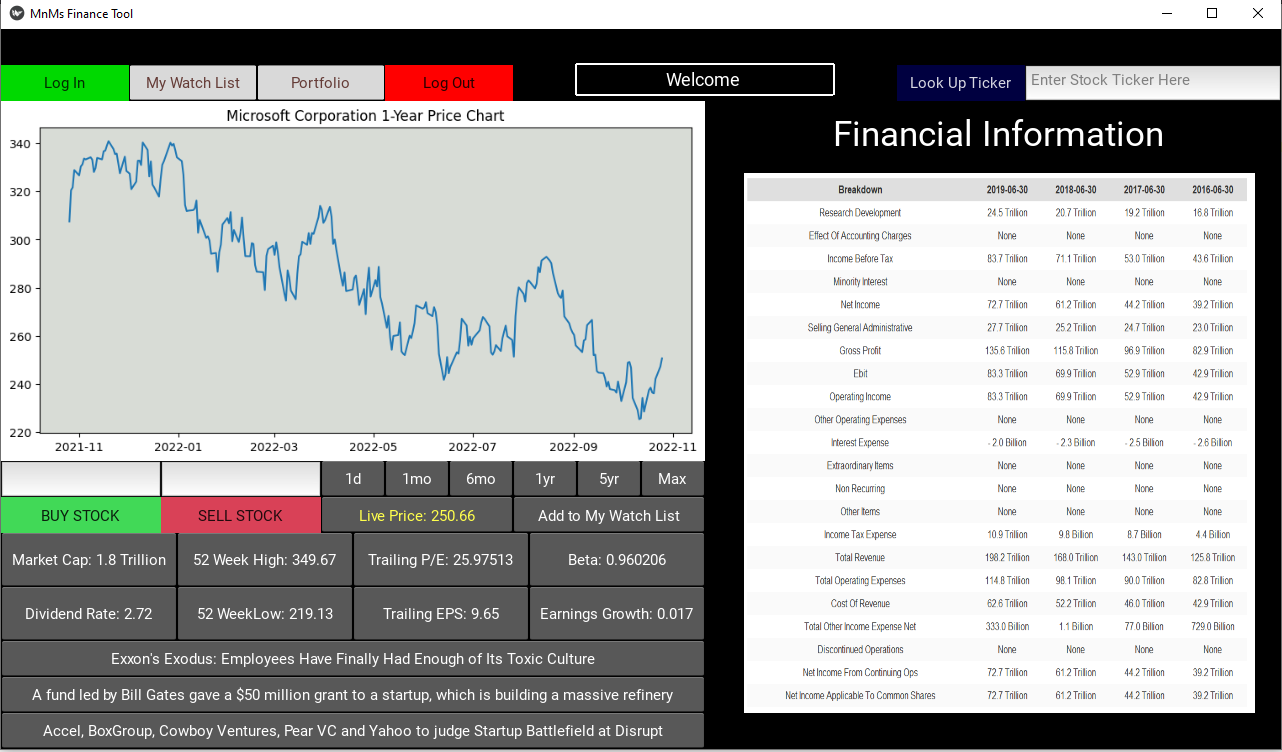 MnMs Finance Tool
Log In My Watch List Portfolio Log Out Welcome Look Up Ticker Enter Stock Ticker Here
Microsoft Corporation 1-Year Price Chart
340
320
300
280
260
240
220
2021-11 2022-01 2022-03 2022-05 2022-07 2022-09 2022-11
1d 1mo 6mo 1yr 5yr Max
BUY STOCK SELL STOCK Live Price: 250.66 Add to My Watch List
Market Cap: 1.8 Trillion 52 Week High: 349.67 Trailing P/E: 25.97513 Beta: 0.960206
Dividend Rate: 2.72 52 WeekLow: 219.13 Trailing EPS: 9.65 Earnings Growth: 0.017
Exxon's Exodus: Employees Have Finally Had Enough of Its Toxic Culture
A fund led by Bill Gates gave a $50 million grant to a startup, which is building a massive refinery
Accel, BoxGroup, Cowboy Ventures, Pear VC and Yahoo to judge Startup Battlefield at Disrupt
Financial Information
Breakdown 2019-06-30 2018-06-30 2017-06-30 2016-06-30
Research Development 24.5 Trillion 20.7 Trillion 19.2 Trillion 16.8 Trillion
Effect Of Accounting Charges None None None None
Income Before Tax 83.7 Trillion 71.1 Trillion 53.0 Trillion 43.6 Trillion
Minority Interest None None None None
Net Income 72.7 Trillion 61.2 Trillion 44.2 Trillion 39.2 Trillion
Selling General Administrative 27.7 Trillion 25.2 Trillion 24.7 Trillion 23.0 Trillion
Gross Profit 135.6 Trillion 115.8 Trillion 96.9 Trillion 82.9 Trillion
Ebit 83.3 Trillion 69.9 Trillion 52.9 Trillion 42.9 Trillion
Operating Income 83.3 Trillion 69.9 Trillion 52.9 Trillion 42.9 Trillion
Other Operating Expenses None None None None
Interest Expense - 2.0 Billion - 2.3 Billion - 2.5 Billion - 2.6 Billion
Extraordinary Items None None None None
Non Recurring None None None None
Other Items None None None None
Income Tax Expense 10.9 Trillion 9.8 Billion 8.7 Billion 4.4 Billion
Total Revenue 198.2 Trillion 168.0 Trillion 143.0 Trillion 125.8 Trillion
Total Operating Expenses 114.8 Trillion 98.1 Trillion 90.0 Trillion 82.8 Trillion
Cost Of Revenue 62.6 Trillion 52.2 Trillion 46.0 Trillion 42.9 Trillion
Total Other Income Expense Net 333.0 Billion 1.1 Billion 77.0 Billion 729.0 Billion
Discontinued Operations None None None None
Net Income From Continuing Ops 72.7 Trillion 61.2 Trillion 44.2 Trillion 39.2 Trillion
Net Income Applicable To Common Shares 72.7 Trillion 61.2 Trillion 44.2 Trillion 39.2 Trillion